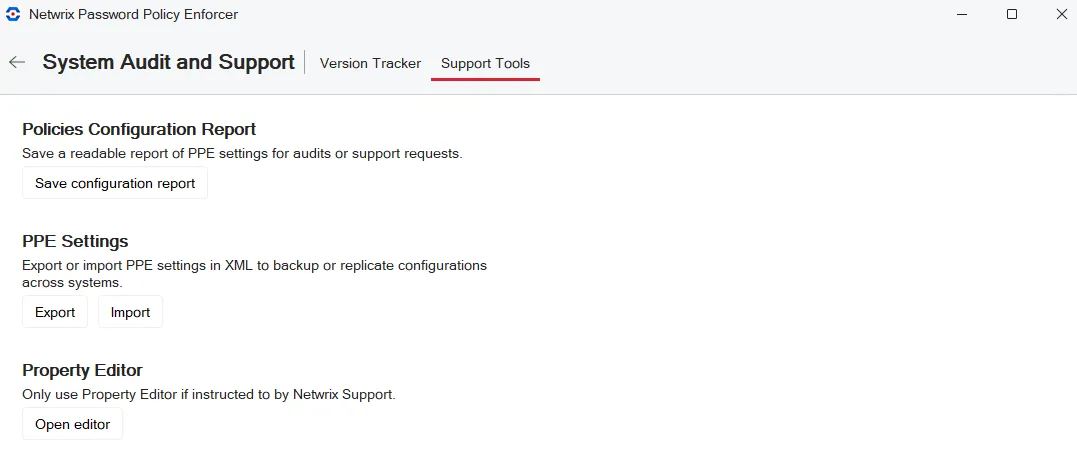 Netwrix Password Policy Enforcer
System Audit and Support
Version Tracker
Support Tools
Policies Configuration Report
Save a readable report of PPE settings for audits or support requests.
Save configuration report
PPE Settings
Export or import PPE settings in XML to backup or replicate configurations
across systems.
Export
Import
Property Editor
Only use Property Editor if instructed to by Netwrix Support.
Open editor